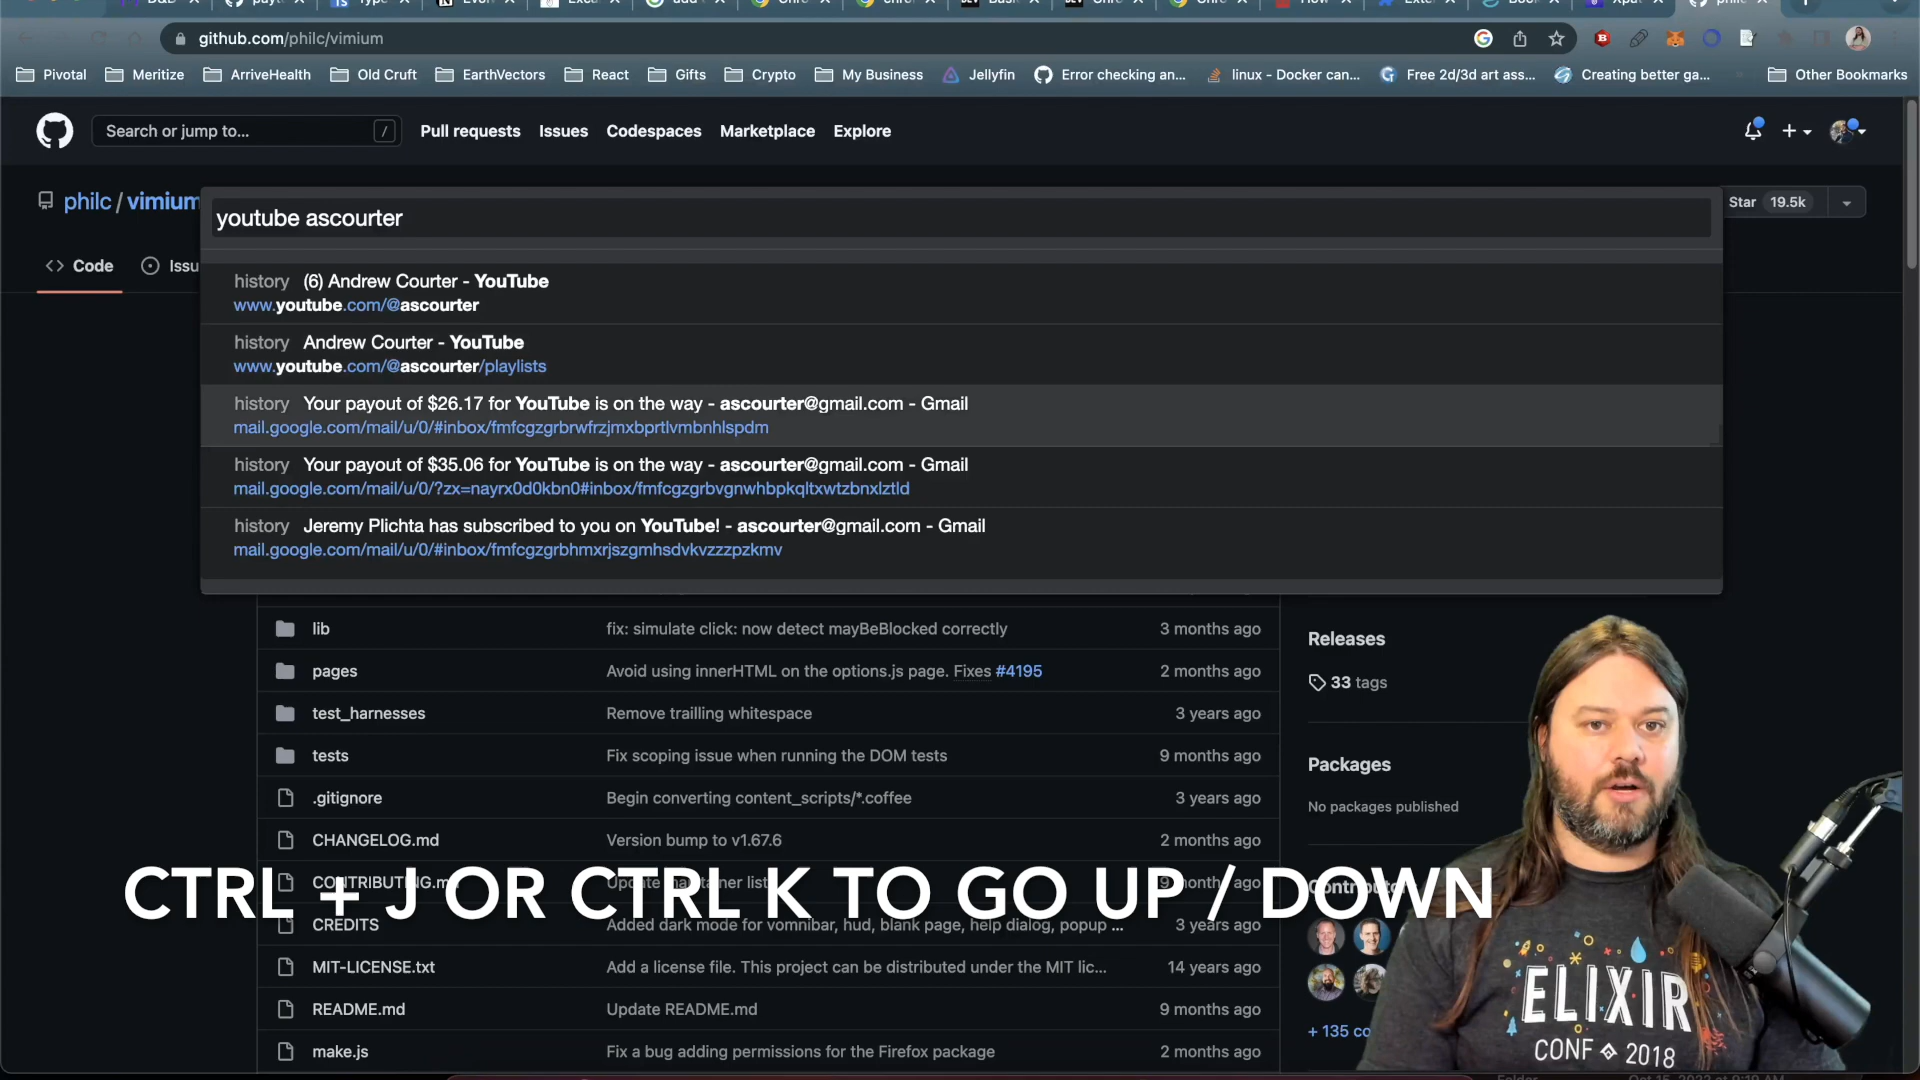 github.com/philc/vimium
Pivotal
Meritize
ArriveHealth
Old Cruft
EarthVectors
React
Gifts
Crypto
My Business
Jellyfin
Error checking an...
linux - Docker can...
Free 2d/3d art ass...
Creating better ga...
Other Bookmarks
Search or jump to...
/
Pull requests
Issues
Codespaces
Marketplace
Explore
philc / vimium
Star 19.5k
youtube ascourter
Code
Issu
history (6) Andrew Courter - YouTube
www.youtube.com/@ascourter
history Andrew Courter - YouTube
www.youtube.com/@ascourter/playlists
history Your payout of $26.17 for YouTube is on the way - ascourter@gmail.com - Gmail
mail.google.com/mail/u/0/#inbox/fmfcgzgrbrwfrzjmxbprtlvmbnhlspdm
history Your payout of $35.06 for YouTube is on the way - ascourter@gmail.com - Gmail
mail.google.com/mail/u/0/?zx=nayrx0d0kbn0#inbox/fmfcgzgrbvgnwhbpkqltxwtzbnxlztld
history Jeremy Plichta has subscribed to you on YouTube! - ascourter@gmail.com - Gmail
mail.google.com/mail/u/0/#inbox/fmfcgzgrbhmxrjszgmhsdvkvzzzpzkmv
lib fix: simulate click: now detect mayBeBlocked correctly 3 months ago
pages Avoid using innerHTML on the options.js page. Fixes #4195 2 months ago
test_harnesses Remove trailing whitespace 3 years ago
tests Fix scoping issue when running the DOM tests 9 months ago
.gitignore Begin converting content_scripts/*.coffee 3 years ago
CHANGELOG.md Version bump to v1.67.6 2 months ago
CTRL + J OR CTRL K TO GO UP / DOWN
CREDITS Added dark mode for vomnibar, hud, blank page, help dialog, popup ... 3 years ago
MIT-LICENSE.txt Add a license file. This project can be distributed under the MIT lic... 14 years ago
README.md Update README.md 9 months ago
make.js Fix a bug adding permissions for the Firefox package 2 months ago
Releases
33 tags
Packages
No packages published
+ 135 co
ELIXIR
CONF 2018